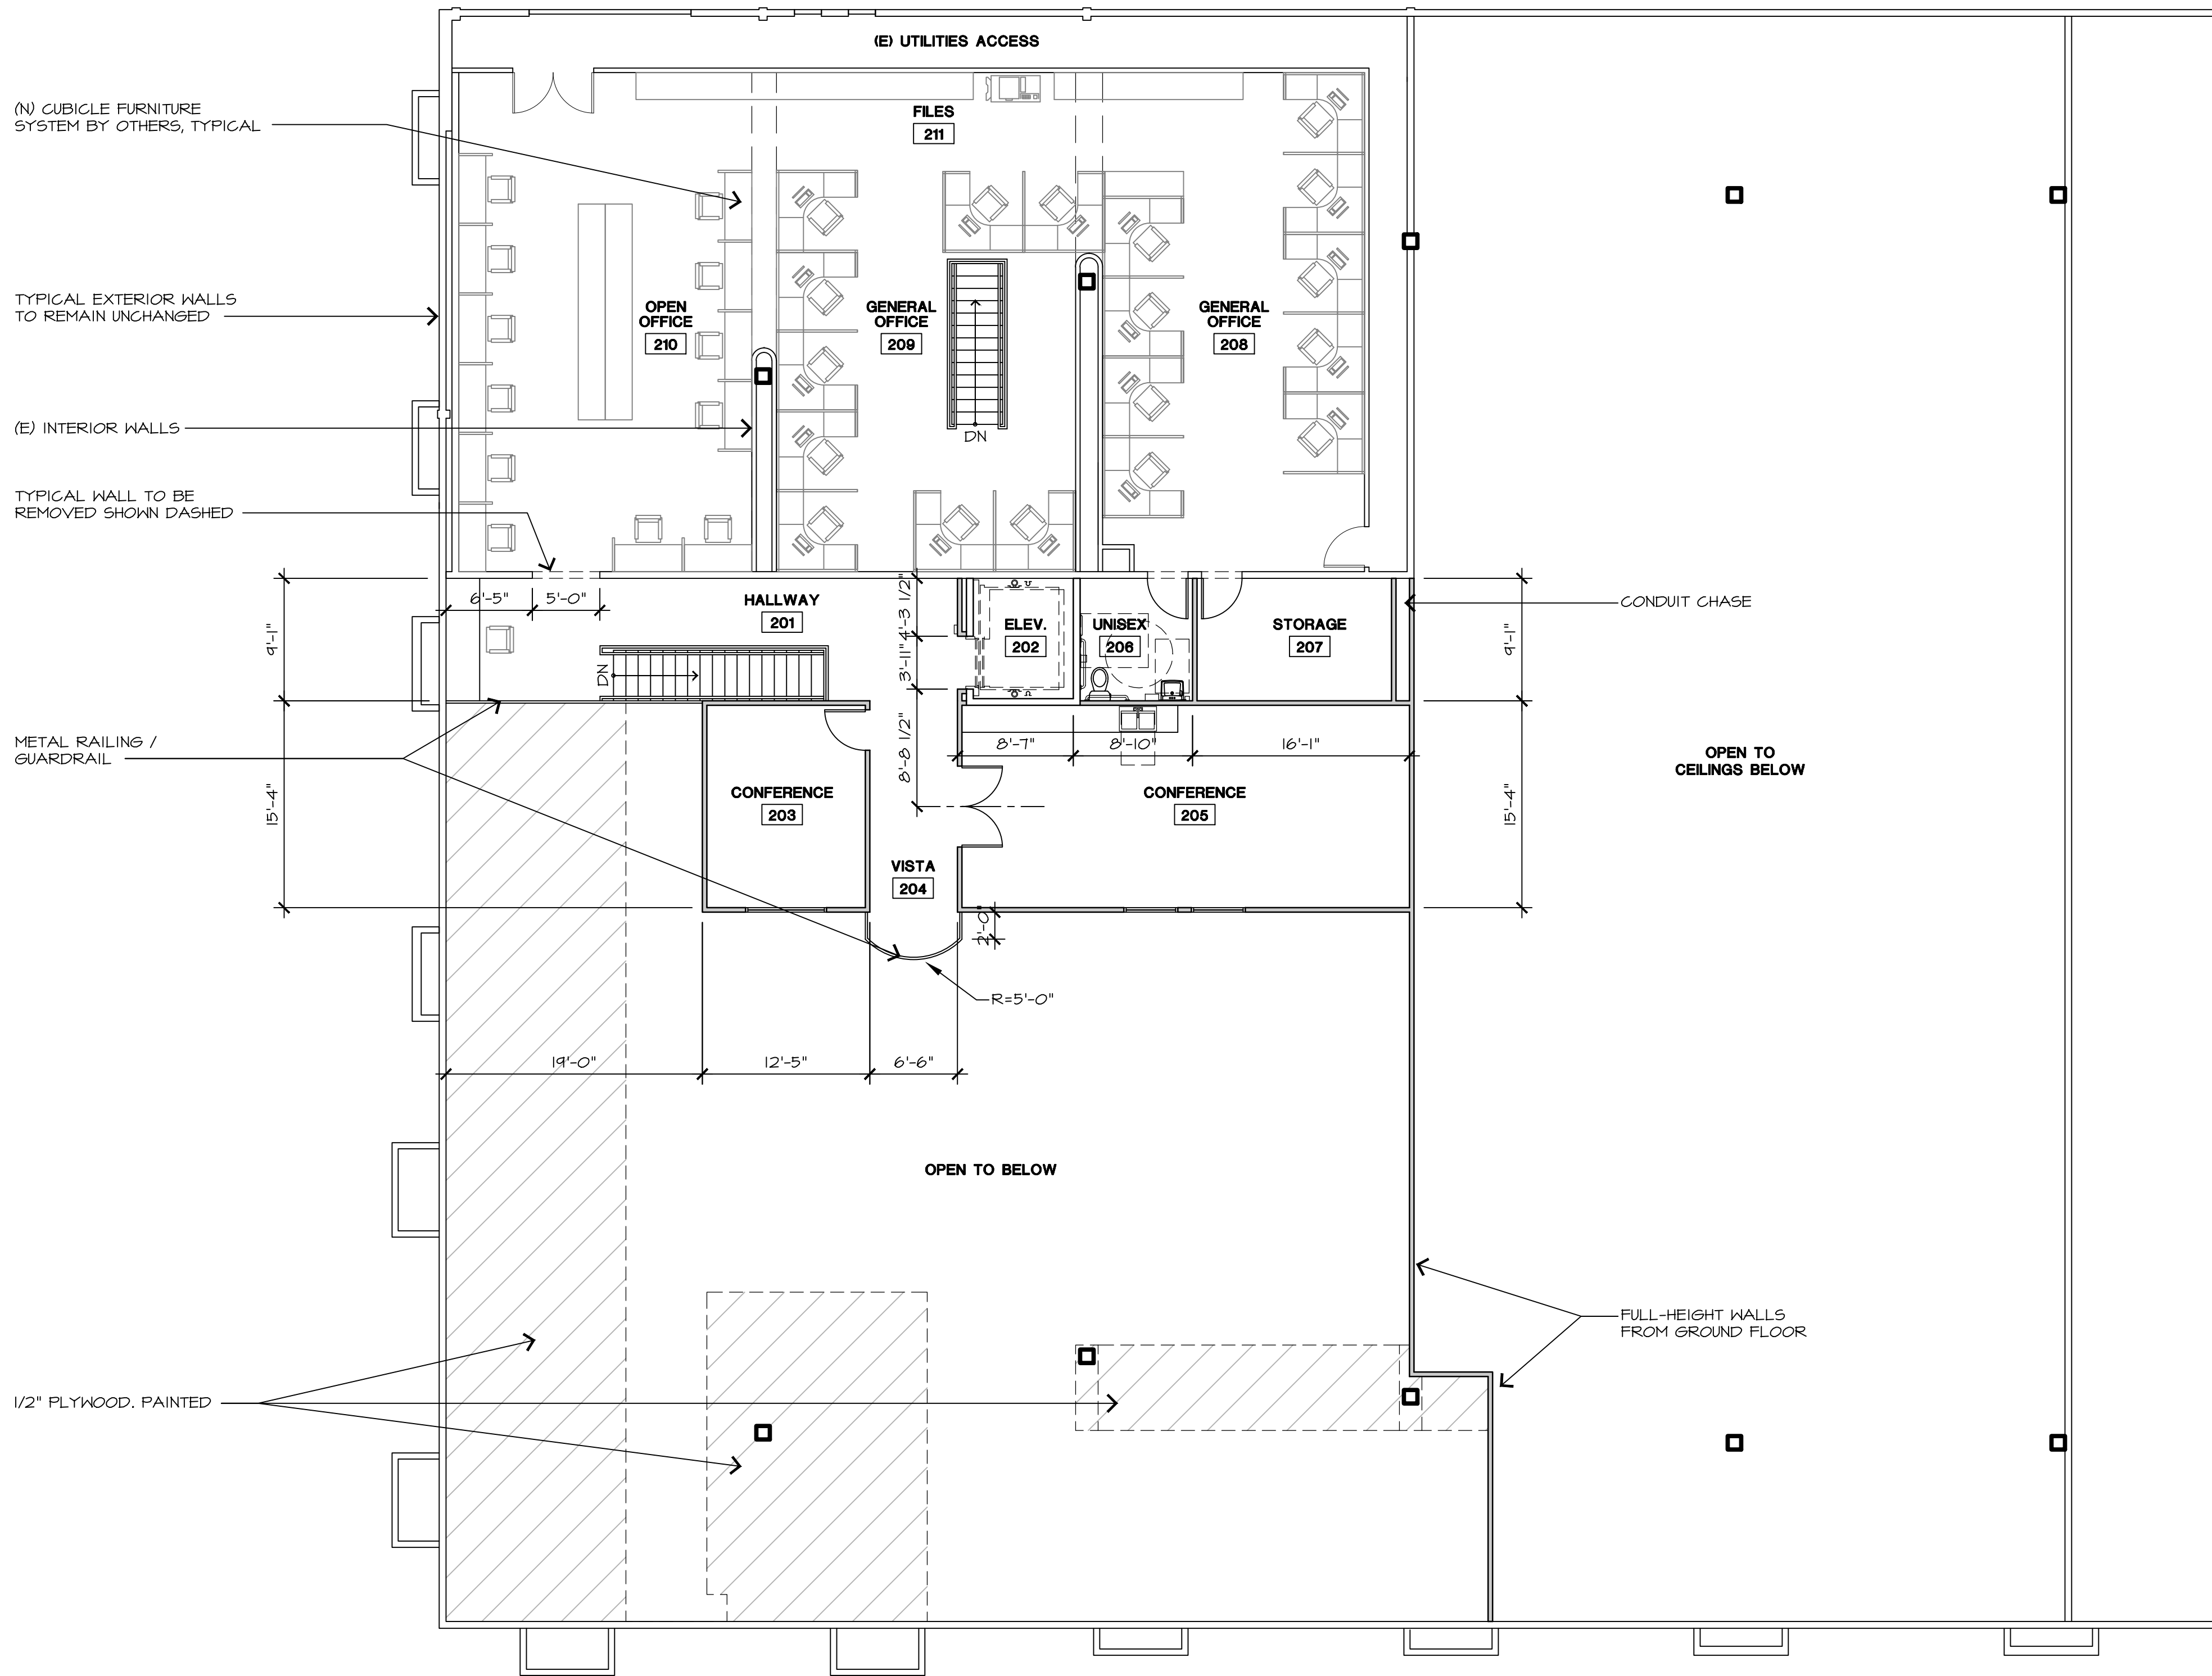 (E) UTILITIES ACCESS
(N) CUBICLE FURNITURE
SYSTEM BY OTHERS, TYPICAL
FILES
211
TYPICAL EXTERIOR WALLS
TO REMAIN UNCHANGED
OPEN
OFFICE
210
GENERAL
OFFICE
209
GENERAL
OFFICE
208
(E) INTERIOR WALLS
DN
TYPICAL WALL TO BE
REMOVED SHOWN DASHED
6'-5"
5'-0"
HALLWAY
201
4'-3 1/2"
ELEV.
202
UNISEX
206
STORAGE
207
CONDUIT CHASE
9'-1"
9'-1"
DN
3'-11"
METAL RAILING /
GUARDRAIL
8'-8 1/2"
8'-7"
8'-10"
16'-1"
OPEN TO
CEILINGS BELOW
15'-4"
CONFERENCE
203
CONFERENCE
205
15'-4"
VISTA
204
2'-0"
R=5'-0"
19'-0"
12'-5"
6'-6"
OPEN TO BELOW
FULL-HEIGHT WALLS
FROM GROUND FLOOR
1/2" PLYWOOD. PAINTED